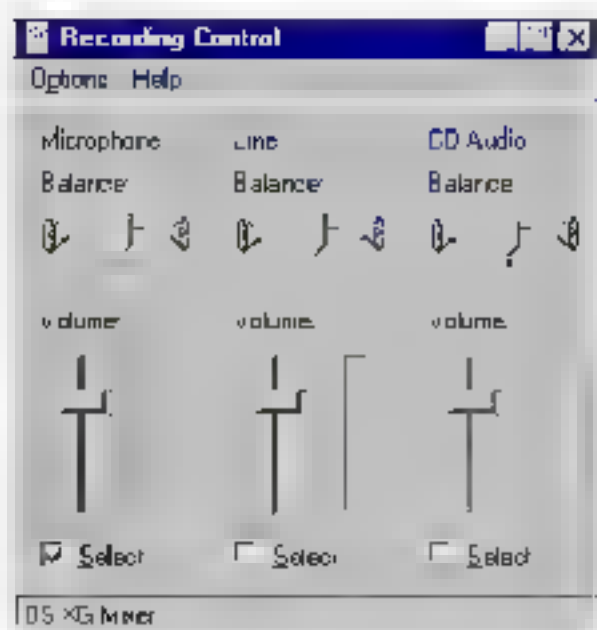 Recording Control
Options Help
Microphone Line CD Audio
Balance: Balance: Balance:
Volume: Volume: Volume:
Select Select Select
DS-XG Mixer